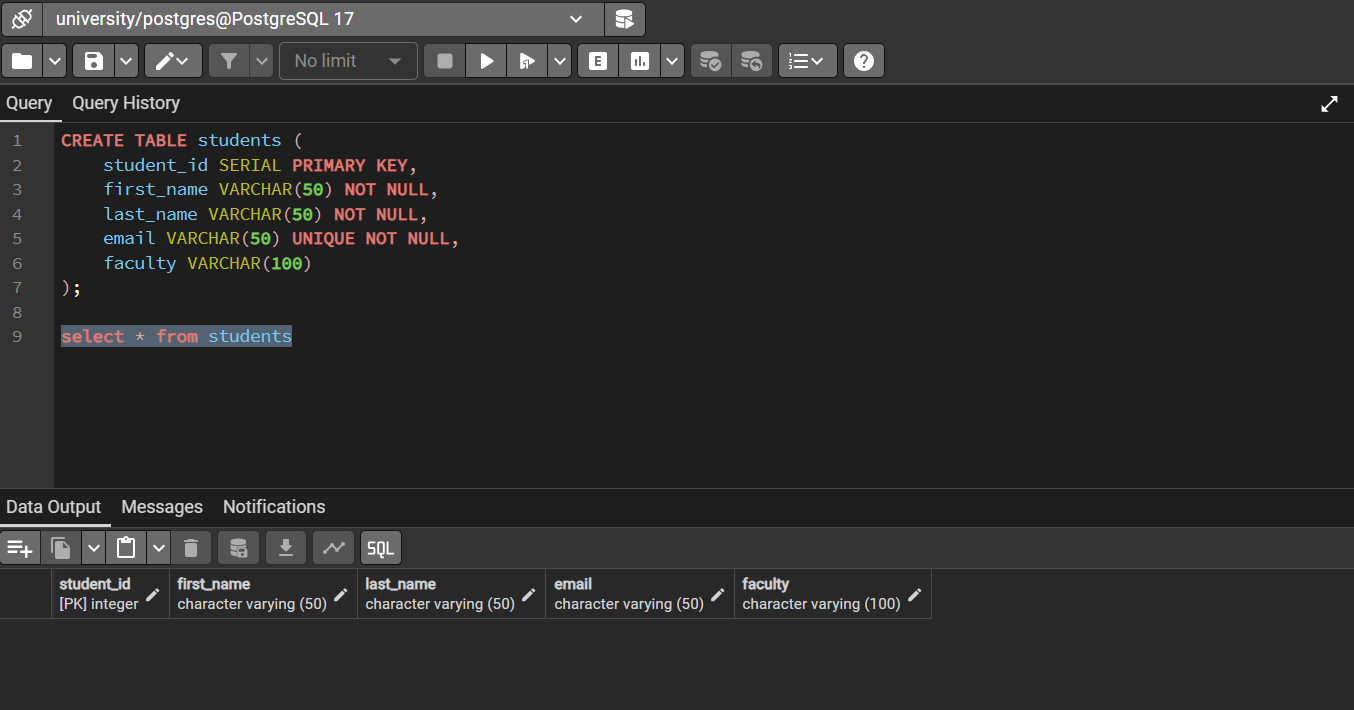 university/postgres@PostgreSQL 17
No limit
E
Query Query History
1 CREATE TABLE students (
2 student_id SERIAL PRIMARY KEY,
3 first_name VARCHAR(50) NOT NULL,
4 last_name VARCHAR(50) NOT NULL,
5 email VARCHAR(50) UNIQUE NOT NULL,
6 faculty VARCHAR(100)
7 );
8
9 select * from students
Data Output Messages Notifications
SQL
student_id first_name last_name email faculty
[PK] integer character varying (50) character varying (50) character varying (50) character varying (100)